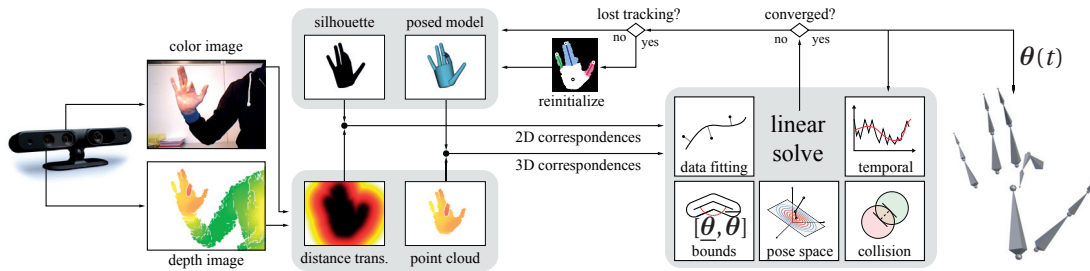 silhouette
posed model
lost tracking?
no
yes
converged?
no
yes
color image
θ(t)
reinitialize
2D correspondences
3D correspondences
linear
solve
data fitting
temporal
[θ, θ]
bounds
pose space
collision
depth image
distance trans.
point cloud